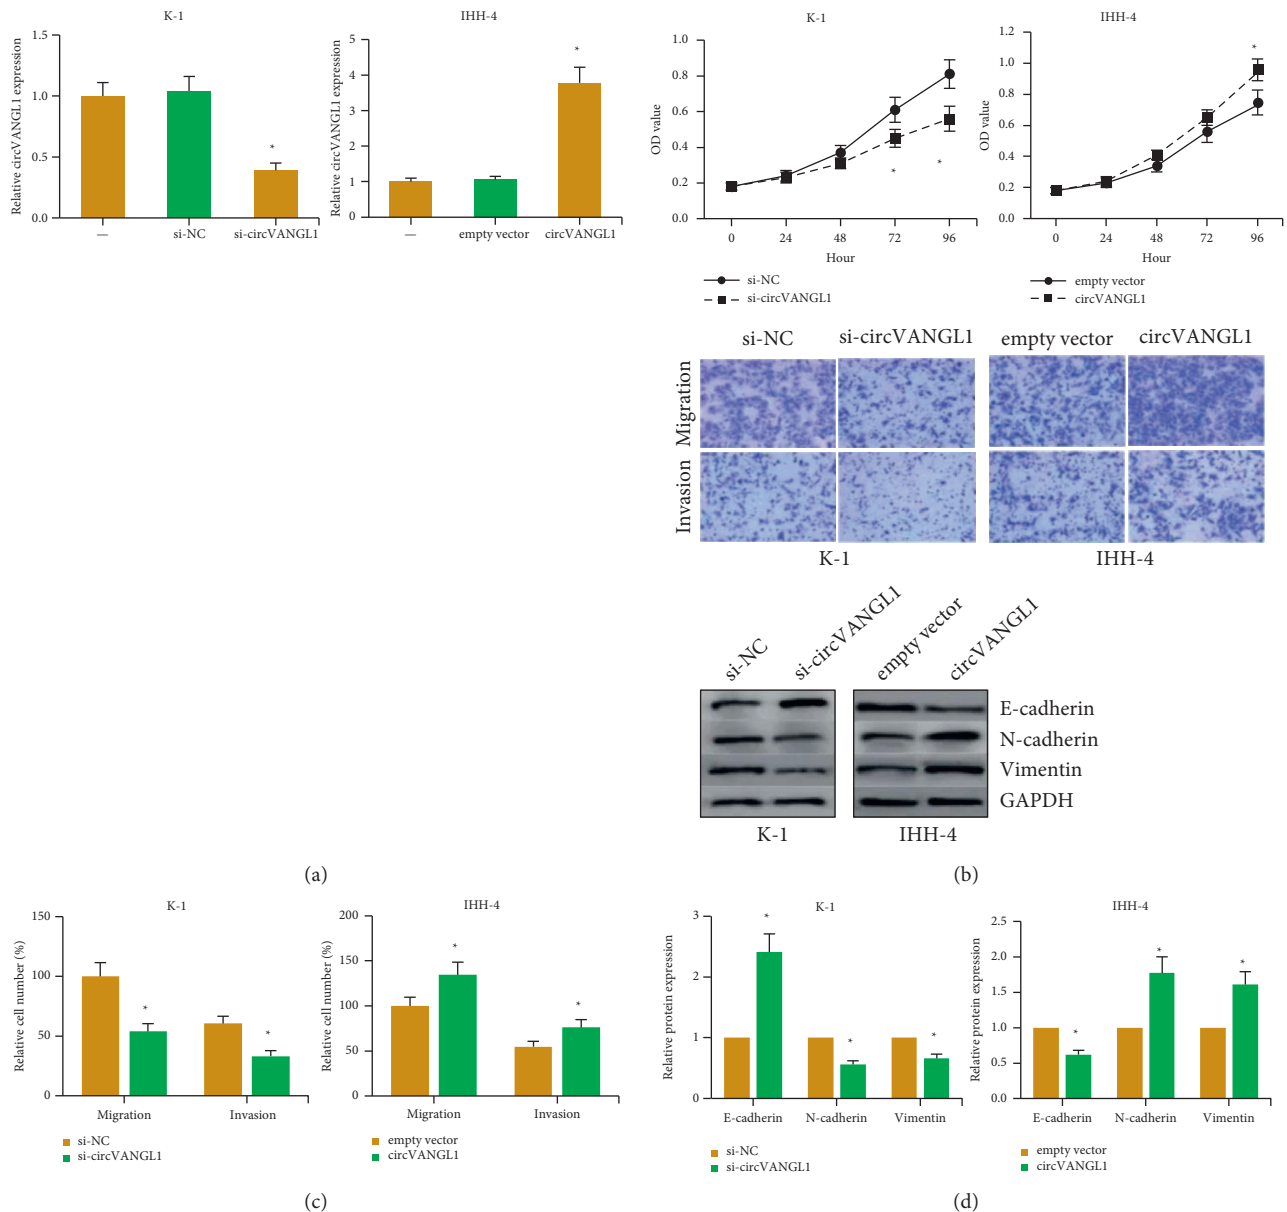 K-1
Relative circVANGL1 expression
1.5
1.0
0.5
0.0
—
si-NC
si-circVANGL1
*
IHH-4
Relative circVANGL1 expression
5
4
3
2
1
0
—
empty vector
circVANGL1
*
K-1
OD value
1.0
0.8
0.6
0.4
0.2
0.0
0 24 48 72 96
Hour
*
*
si-NC
si-circVANGL1
IHH-4
OD value
1.2
1.0
0.8
0.6
0.4
0.2
0.0
0 24 48 72 96
Hour
*
empty vector
circVANGL1
si-NC si-circVANGL1 empty vector circVANGL1
Migration
Invasion
K-1 IHH-4
si-NC si-circVANGL1 empty vector circVANGL1
E-cadherin
N-cadherin
Vimentin
GAPDH
K-1 IHH-4
(a)
(b)
K-1
Relative cell number (%)
150
100
50
0
Migration Invasion
*
*
si-NC
si-circVANGL1
IHH-4
Relative cell number (%)
200
150
100
50
0
Migration Invasion
*
*
empty vector
circVANGL1
K-1
Relative protein expression
3
2
1
0
E-cadherin N-cadherin Vimentin
*
*
*
si-NC
si-circVANGL1
IHH-4
Relative protein expression
2.5
2.0
1.5
1.0
0.5
0.0
E-cadherin N-cadherin Vimentin
*
*
*
empty vector
circVANGL1
(c)
(d)